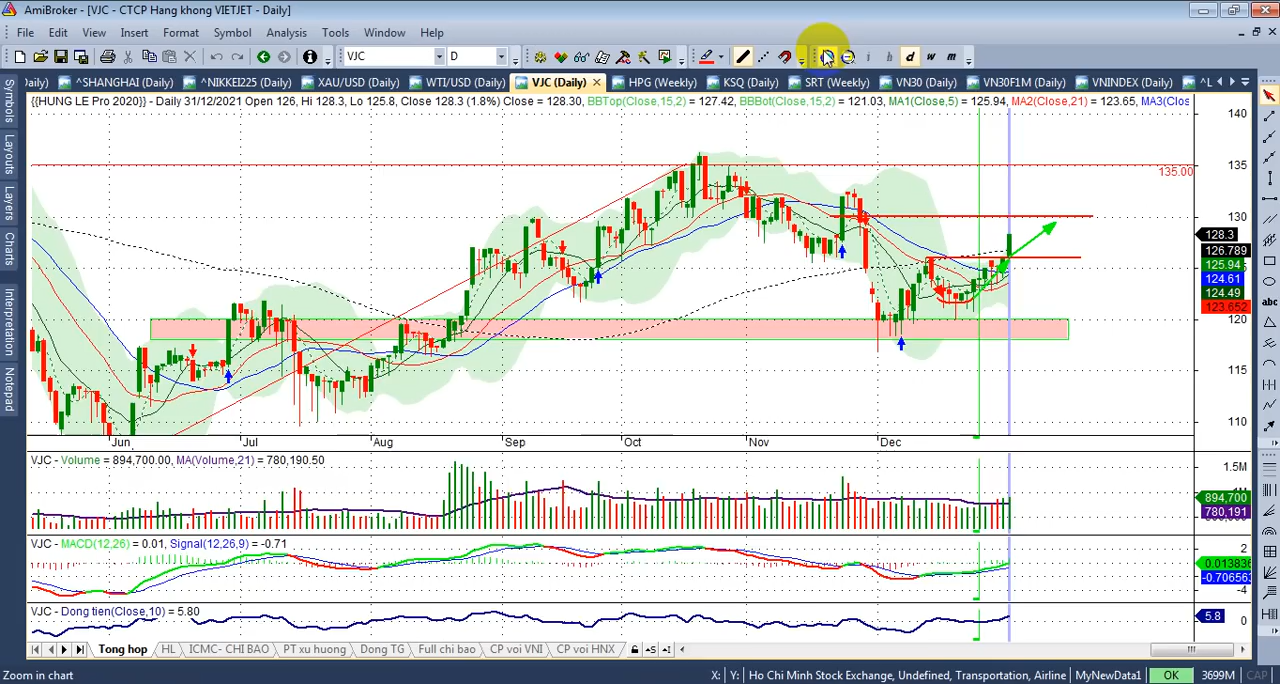 AmiBroker - [VJC - CTCP Hang khong VIETJET - Daily]
File Edit View Insert Format Symbol Analysis Tools Window Help
VJC D i h d w m
Daily) ^SHANGHAI (Daily) ^NIKKEI225 (Daily) XAU/USD (Daily) WTI/USD (Daily) VJC (Daily) HPG (Weekly) KSQ (Daily) SRT (Weekly) VN30 (Daily) VN30F1M (Daily) VNINDEX (Daily) ^L
{{HUNG LE Pro 2020}} - Daily 31/12/2021 Open 126, Hi 128.3, Lo 125.8, Close 128.3 (1.8%) Close = 128.30, BBTop(Close,15,2) = 127.42, BBBot(Close,15,2) = 121.03, MA1(Close,5) = 125.94, MA2(Close,21) = 123.65, MA3(Clos
Symbols
Layouts
Layers
Charts
Interpretation
Notepad
140
135
135.00
130
128.3
126.789
125.94
124.61
124.49
123.652
120
115
110
Jun Jul Aug Sep Oct Nov Dec
VJC - Volume = 894,700.00, MA(Volume,21) = 780,190.50
1.5M
894,700
780,191
VJC - MACD(12,26) = 0.01, Signal(12,26,9) = -0.71
2
0.013836
-0.706563
-4
VJC - Dong tien(Close,10) = 5.80
5.8
0
Tong hop HL ICMC- CHI BAO PT xu huong Dong TG Full chi bao CP voi VNI CP voi HNX
Zoom in chart X: Y: Ho Chi Minh Stock Exchange, Undefined, Transportation, Airline MyNewData1 OK 3699M CAP
abc